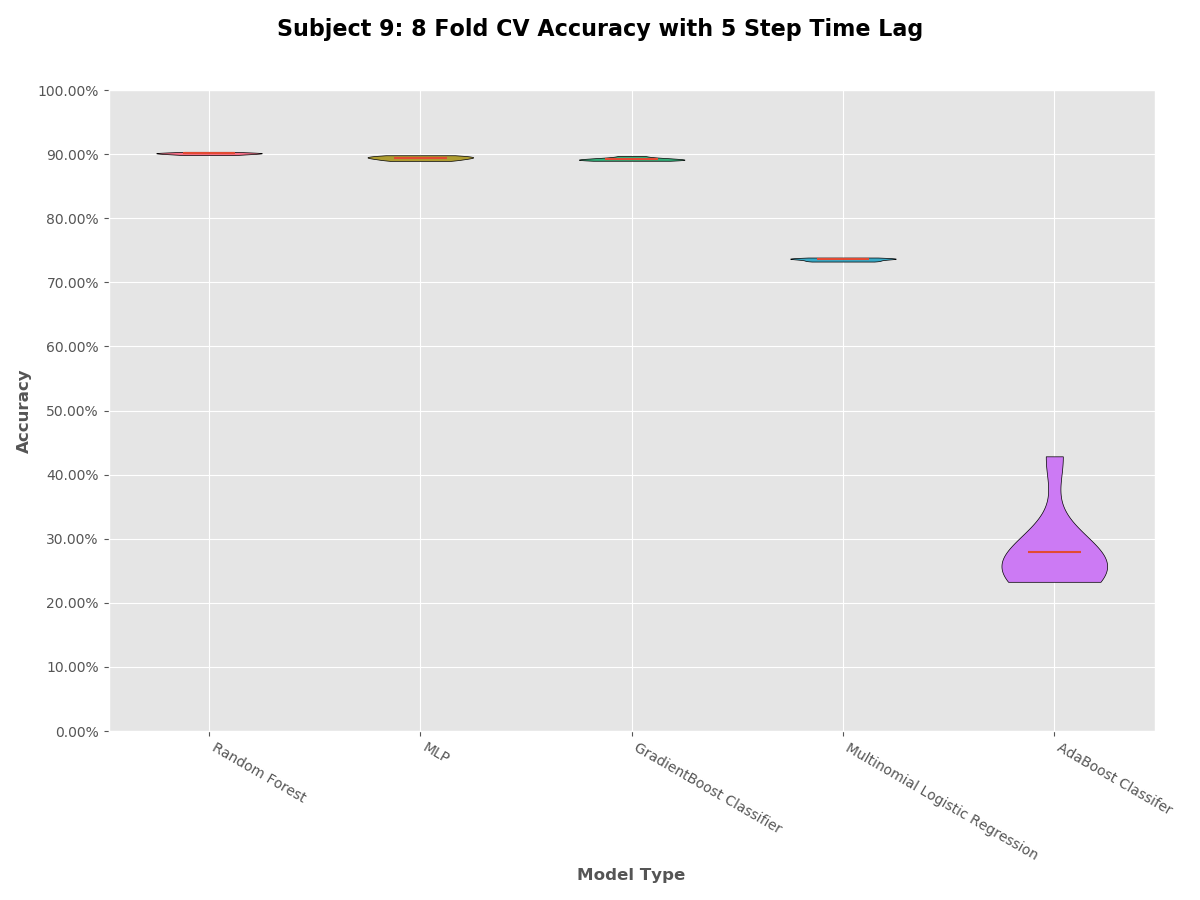 Subject 9: 8 Fold CV Accuracy with 5 Step Time Lag
100.00%
90.00%
80.00%
70.00%
60.00%
50.00%
40.00%
30.00%
20.00%
10.00%
0.00%
Accuracy
Random Forest
MLP
GradientBoost Classifier
Multinomial Logistic Regression
AdaBoost Classifer
Model Type